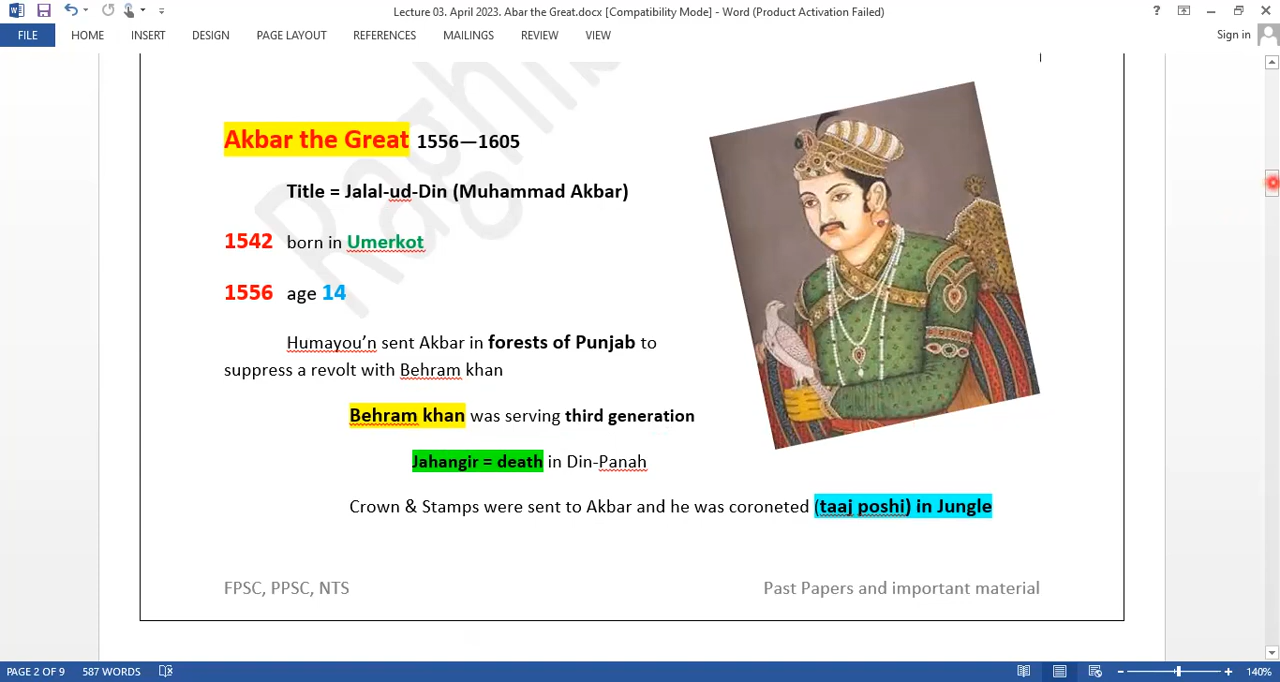 Lecture 03. April 2023. Abar the Great.docx [Compatibility Mode] - Word (Product Activation Failed)
FILE HOME INSERT DESIGN PAGE LAYOUT REFERENCES MAILINGS REVIEW VIEW Sign in
Akbar the Great 1556—1605
Title = Jalal-ud-Din (Muhammad Akbar)
1542 born in Umerkot
1556 age 14
Humayou’n sent Akbar in forests of Punjab to
suppress a revolt with Behram khan
Behram khan was serving third generation
Jahangir = death in Din-Panah
Crown & Stamps were sent to Akbar and he was coroneted (taaj poshi) in Jungle
FPSC, PPSC, NTS Past Papers and important material
PAGE 2 OF 9 587 WORDS 140%